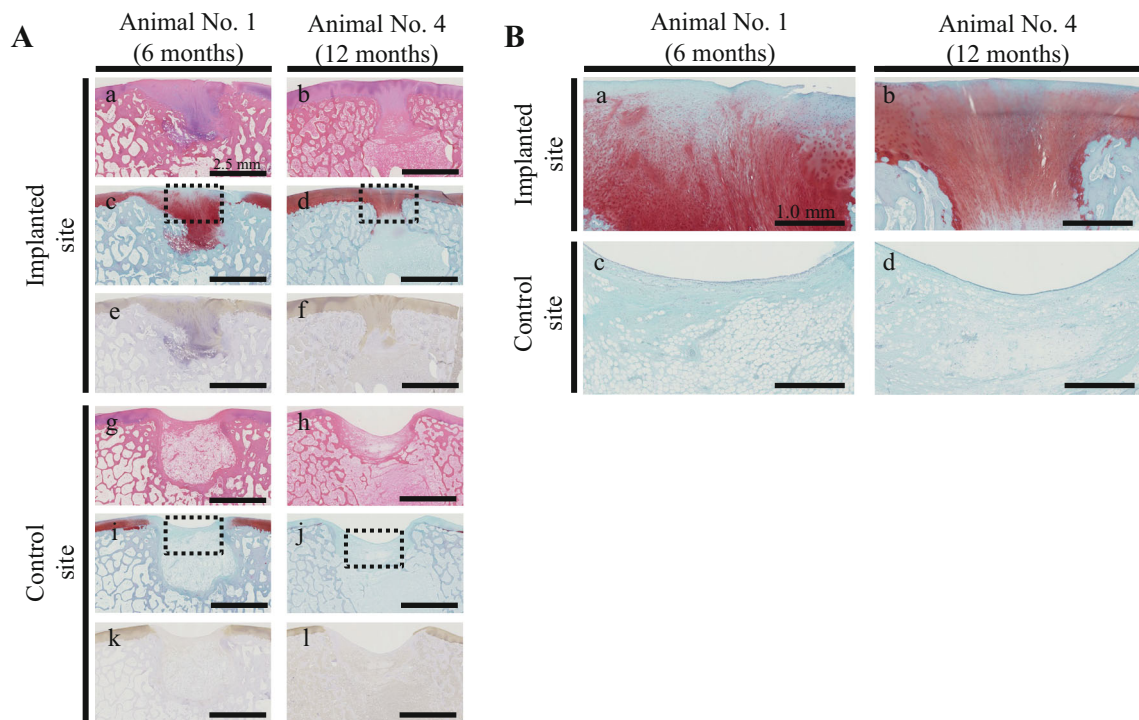 A
Animal No. 1
(6 months)
Animal No. 4
(12 months)
Implanted
site
a
2.5 mm
b
c
d
e
f
Control
site
g
h
i
j
k
l
B
Animal No. 1
(6 months)
Animal No. 4
(12 months)
Implanted
site
a
1.0 mm
b
Control
site
c
d